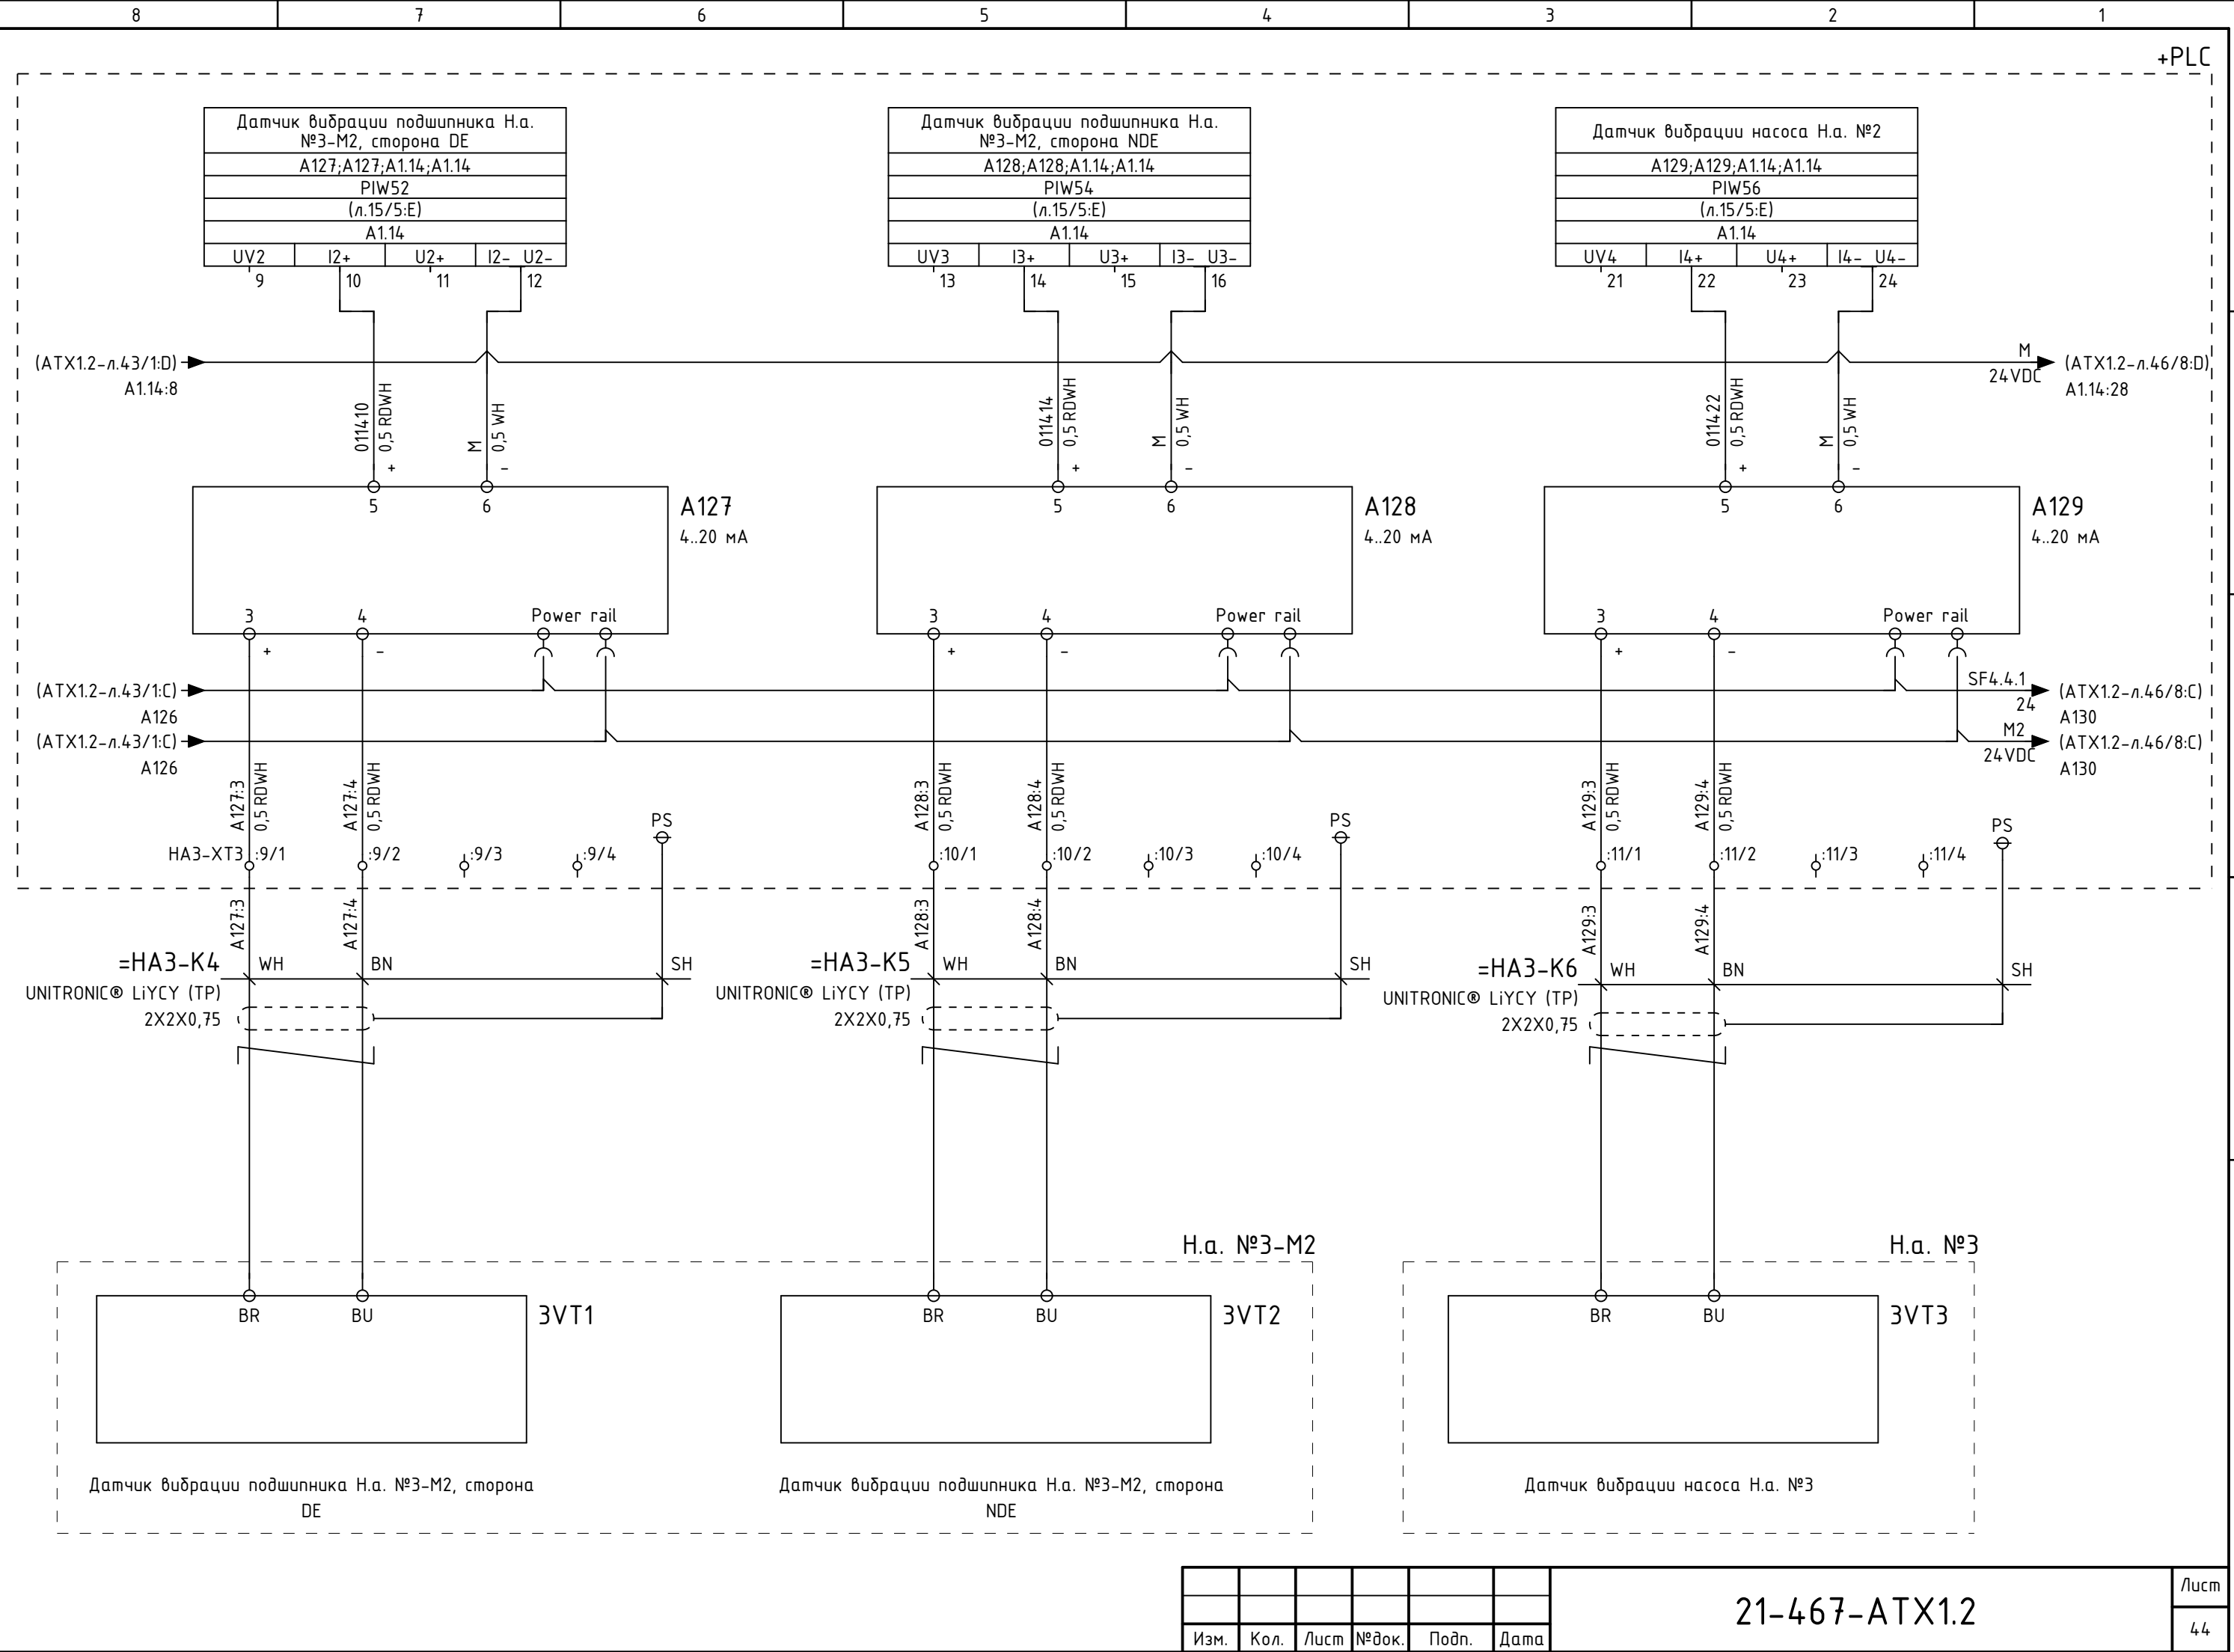 8 7 6 5 4 3 2 1
+PLC
Датчик вибрации подшипника Н.а.
№3-М2, сторона DE
A127;A127;A1.14;A1.14
PIW52
(л.15/5:E)
A1.14
UV2 I2+ U2+ I2- U2-
9 10 11 12
Датчик вибрации подшипника Н.а.
№3-М2, сторона NDE
A128;A128;A1.14;A1.14
PIW54
(л.15/5:E)
A1.14
UV3 I3+ U3+ I3- U3-
13 14 15 16
Датчик вибрации насоса Н.а. №2
A129;A129;A1.14;A1.14
PIW56
(л.15/5:E)
A1.14
UV4 I4+ U4+ I4- U4-
21 22 23 24
(ATX1.2-л.43/1:D)
A1.14:8
M
24VDC
(ATX1.2-л.46/8:D)
A1.14:28
011410
0,5 RDWH
M
0,5 WH
011414
0,5 RDWH
M
0,5 WH
011422
0,5 RDWH
M
0,5 WH
+ - + - + -
5 6
A127
4..20 мА
3 4 Power rail
5 6
A128
4..20 мА
3 4 Power rail
5 6
A129
4..20 мА
3 4 Power rail
+ - + - + -
(ATX1.2-л.43/1:C)
A126
(ATX1.2-л.43/1:C)
A126
SF4.4.1
24
(ATX1.2-л.46/8:C)
A130
M2
24VDC
(ATX1.2-л.46/8:C)
A130
A127:3
0,5 RDWH
A127:4
0,5 RDWH
A128:3
0,5 RDWH
A128:4
0,5 RDWH
A129:3
0,5 RDWH
A129:4
0,5 RDWH
PS PS PS
HA3-XT3 :9/1 :9/2 :9/3 :9/4 :10/1 :10/2 :10/3 :10/4 :11/1 :11/2 :11/3 :11/4
A127:3 A127:4 A128:3 A128:4 A129:3 A129:4
=HA3-K4 WH BN SH
UNITRONIC® LiYCY (TP)
2X2X0,75
=HA3-K5 WH BN SH
UNITRONIC® LiYCY (TP)
2X2X0,75
=HA3-K6 WH BN SH
UNITRONIC® LiYCY (TP)
2X2X0,75
Н.а. №3-М2
Н.а. №3
BR BU 3VT1
BR BU 3VT2
BR BU 3VT3
Датчик вибрации подшипника Н.а. №3-М2, сторона
DE
Датчик вибрации подшипника Н.а. №3-М2, сторона
NDE
Датчик вибрации насоса Н.а. №3
Изм. Кол. Лист №док. Подп. Дата
21-467-АТХ1.2
Лист
44